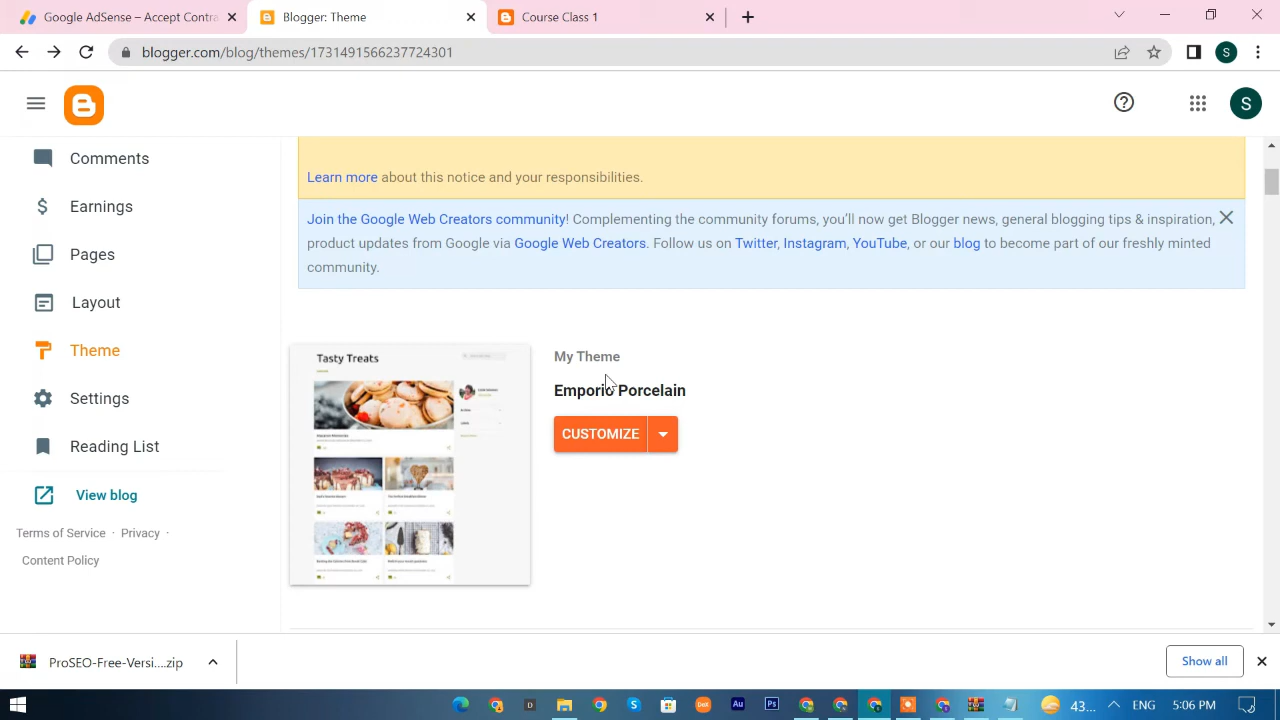 Google AdSense – Accept Contra
Blogger: Theme
Course Class 1
blogger.com/blog/themes/1731491566237724301
S
S
Comments
Earnings
Pages
Layout
Theme
Settings
Reading List
View blog
Terms of Service · Privacy ·
Content Policy
Learn more about this notice and your responsibilities.
Join the Google Web Creators community! Complementing the community forums, you'll now get Blogger news, general blogging tips & inspiration,
product updates from Google via Google Web Creators. Follow us on Twitter, Instagram, YouTube, or our blog to become part of our freshly minted
community.
Tasty Treats
My Theme
Emporio Porcelain
CUSTOMIZE
ProSEO-Free-Versi....zip
Show all
43...
ENG
5:06 PM